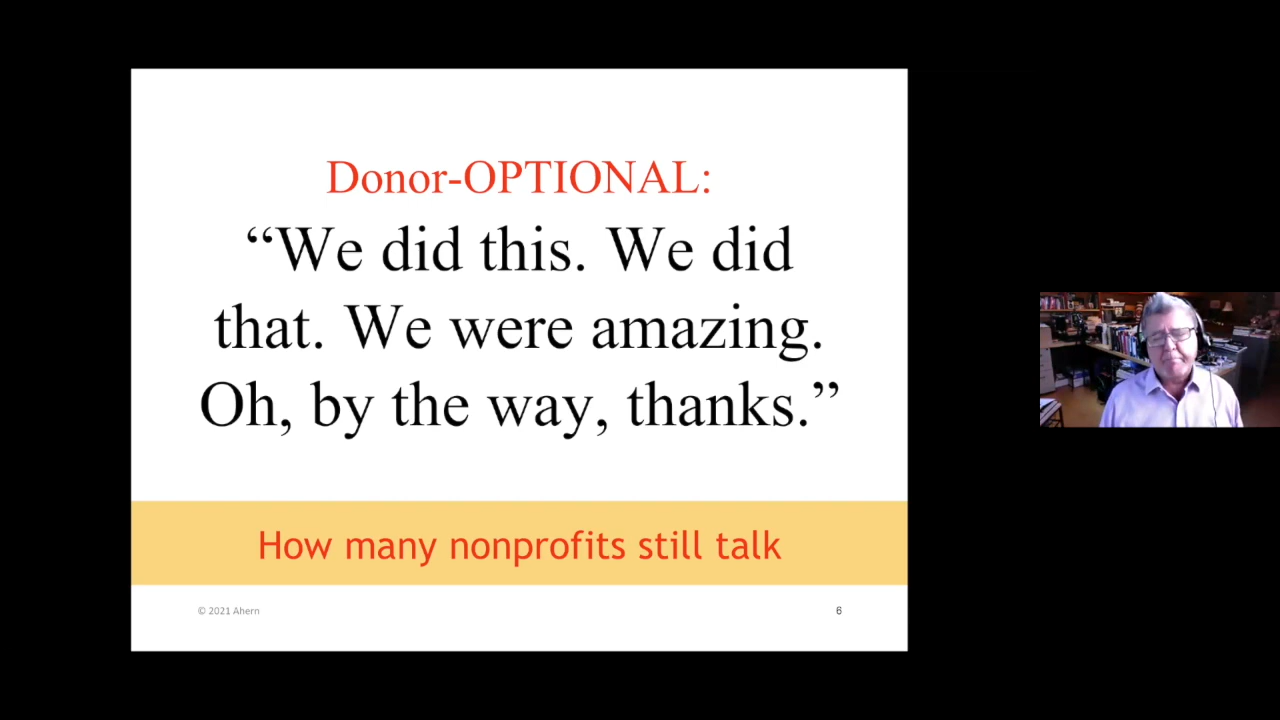 Donor-OPTIONAL:
“We did this. We did
that. We were amazing.
Oh, by the way, thanks.”
How many nonprofits still talk
© 2021 Ahern
6